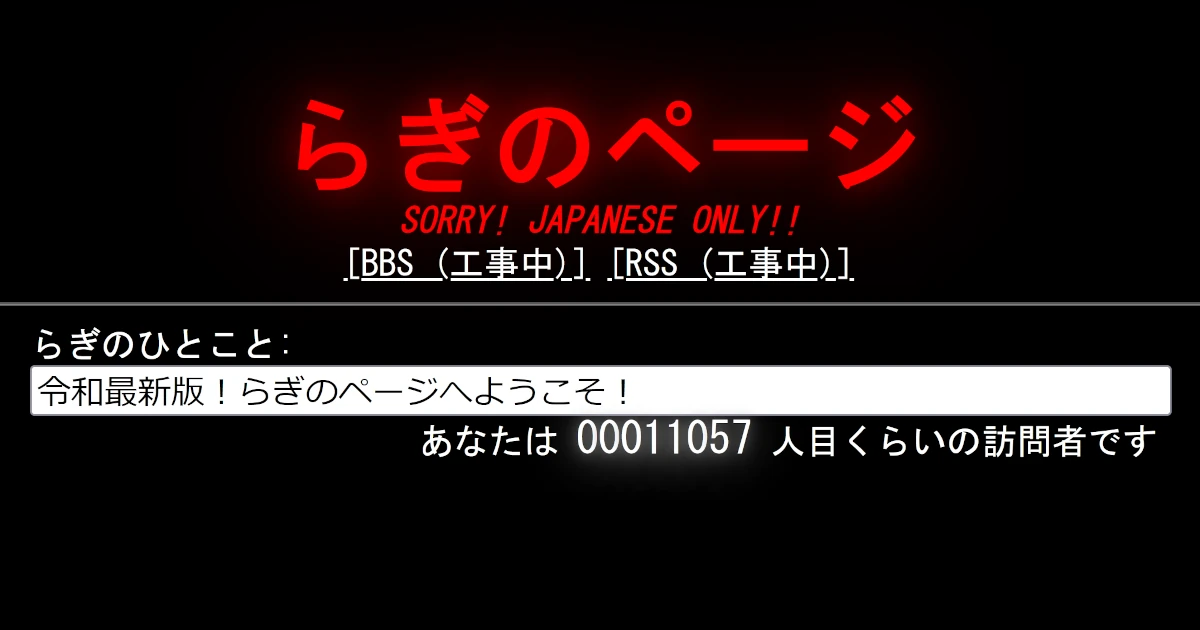 らぎのページ
SORRY! JAPANESE ONLY!!
[BBS (工事中)] [RSS (工事中)]
らぎのひとこと:
令和最新版！らぎのページへようこそ！
あなたは 00011057 人目くらいの訪問者です